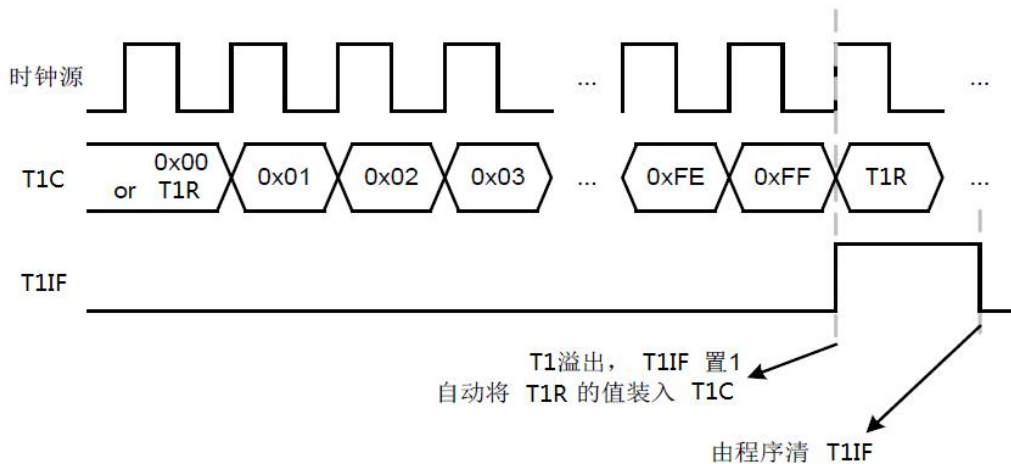 时钟源 ... ...
T1C 0x00 or T1R 0x01 0x02 0x03 ... 0xFE 0xFF T1R ...
T1IF
T1溢出, T1IF 置1
自动将 T1R 的值装入 T1C
由程序清 T1IF